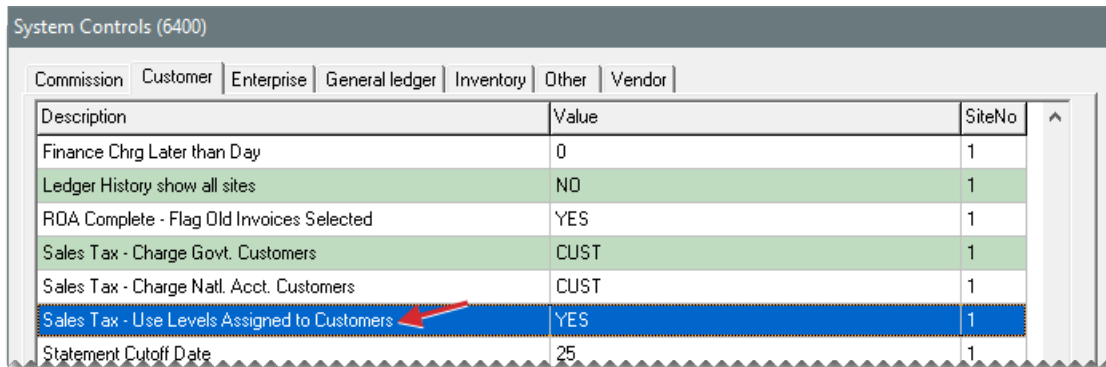 System Controls (6400)
Commission Customer Enterprise General ledger Inventory Other Vendor
Description Value SiteNo
Finance Chrg Later than Day 0 1
Ledger History show all sites NO 1
ROA Complete - Flag Old Invoices Selected YES 1
Sales Tax - Charge Govt. Customers CUST 1
Sales Tax - Charge Natl. Acct. Customers CUST 1
Sales Tax - Use Levels Assigned to Customers YES 1
Statement Cutoff Date 25 1